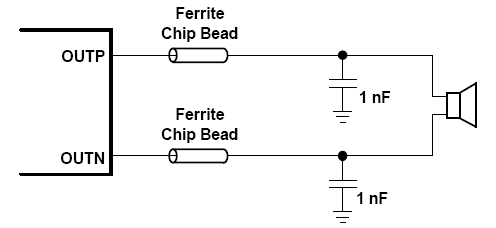 Ferrite
Chip Bead
OUTP
1 nF
Ferrite
Chip Bead
OUTN
1 nF